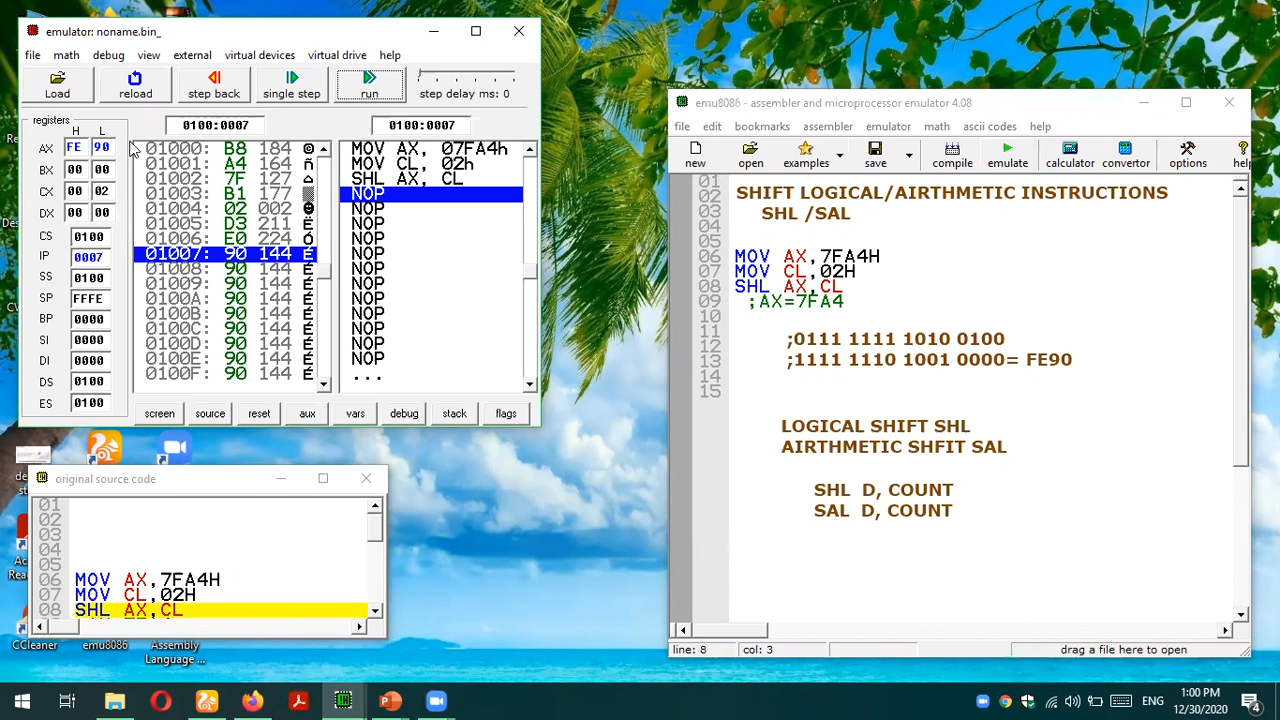 emulator: noname.bin_
file math debug view external virtual devices virtual drive help
Load reload step back single step run step delay ms: 0
registers
H L
0100:0007 0100:0007
AX FE 90
BX 00 00
CX 00 02
DX 00 00
CS 0100
IP 0007
SS 0100
SP FFFE
BP 0000
SI 0000
DI 0000
DS 0100
ES 0100
01000: B8 184
01001: A4 164 ñ
01002: 7F 127
01003: B1 177
01004: 02 002
01005: D3 211
01006: E0 224
01007: 90 144 É
01008: 90 144 É
01009: 90 144 É
0100A: 90 144 É
0100B: 90 144 É
0100C: 90 144 É
0100D: 90 144 É
0100E: 90 144 É
0100F: 90 144 É
MOV AX, 07FA4h
MOV CL, 02h
SHL AX, CL
NOP
NOP
NOP
NOP
NOP
NOP
NOP
NOP
NOP
NOP
NOP
NOP
...
screen source reset aux vars debug stack flags
original source code
01
02
03
04
05
06 MOV AX,7FA4H
07 MOV CL,02H
08 SHL AX,CL
CCleaner emu8086 Assembly
Language ...
emu8086 - assembler and microprocessor emulator 4.08
file edit bookmarks assembler emulator math ascii codes help
new open examples save compile emulate calculator convertor options help
01
02 SHIFT LOGICAL/AIRTHMETIC INSTRUCTIONS
03 SHL /SAL
04
05
06 MOV AX,7FA4H
07 MOV CL,02H
08 SHL AX,CL
09 ;AX=7FA4
10
11
12 ;0111 1111 1010 0100
13 ;1111 1110 1001 0000= FE90
14
15
LOGICAL SHIFT SHL
AIRTHMETIC SHFIT SAL
SHL D, COUNT
SAL D, COUNT
line: 8 col: 3 drag a file here to open
ENG
1:00 PM
12/30/2020
4